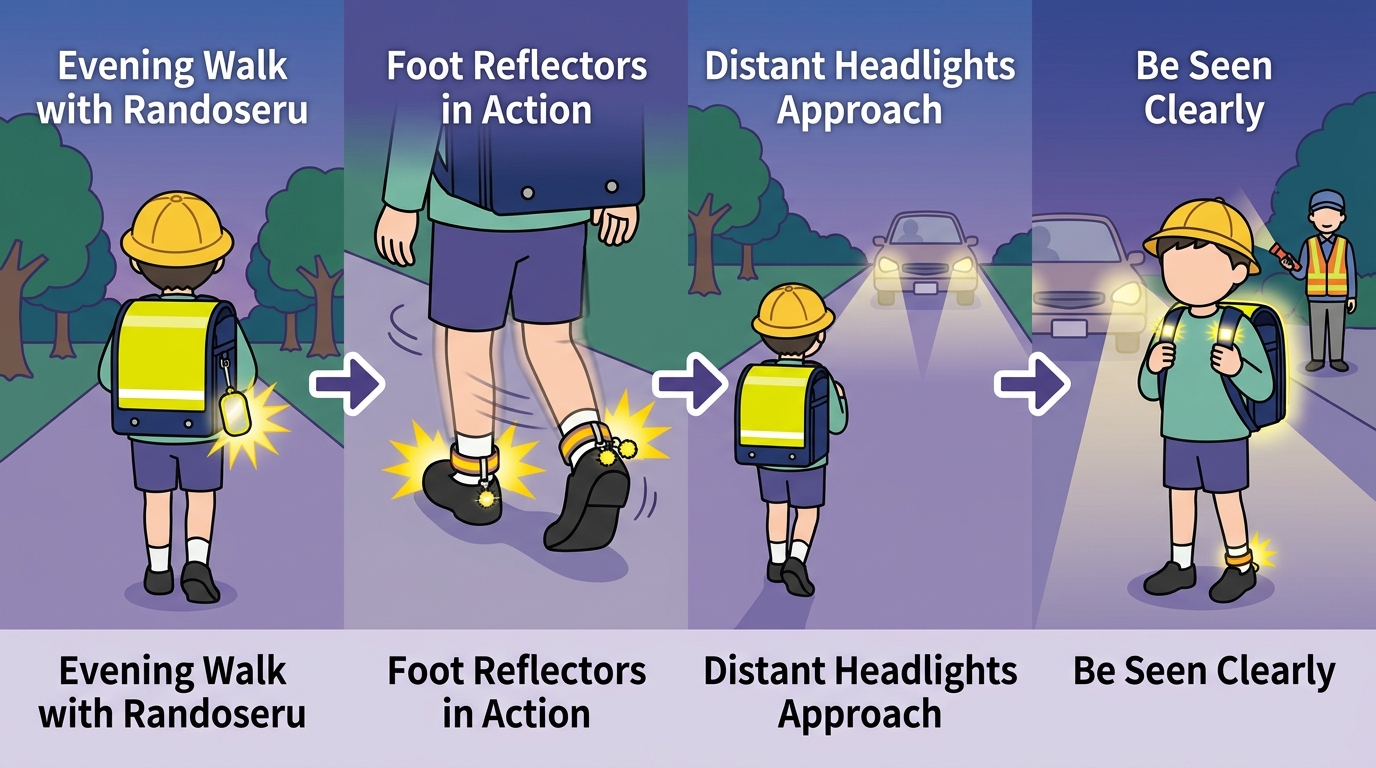 Evening Walk
with Randoseru
Foot Reflectors
in Action
Distant Headlights
Approach
Be Seen
Clearly
Evening Walk
with Randoseru
Foot Reflectors
in Action
Distant Headlights
Approach
Be Seen Clearly